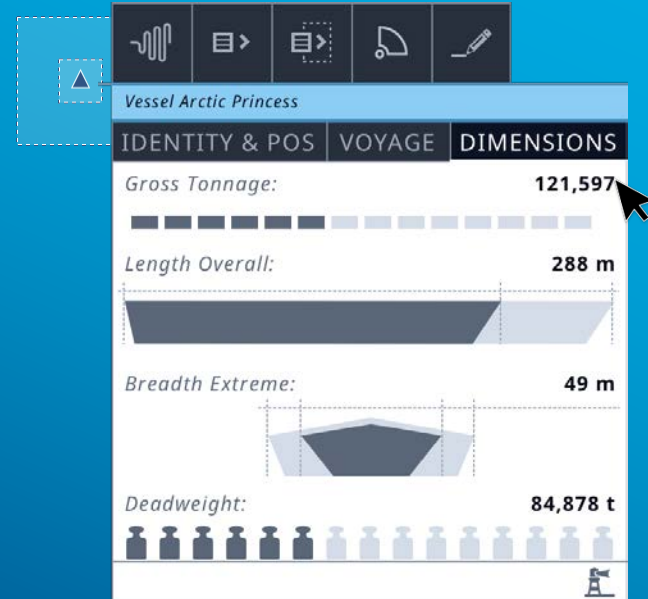 Vessel Arctic Princess
IDENTITY & POS VOYAGE DIMENSIONS
Gross Tonnage: 121,597
Length Overall: 288 m
Breadth Extreme: 49 m
Deadweight: 84,878 t